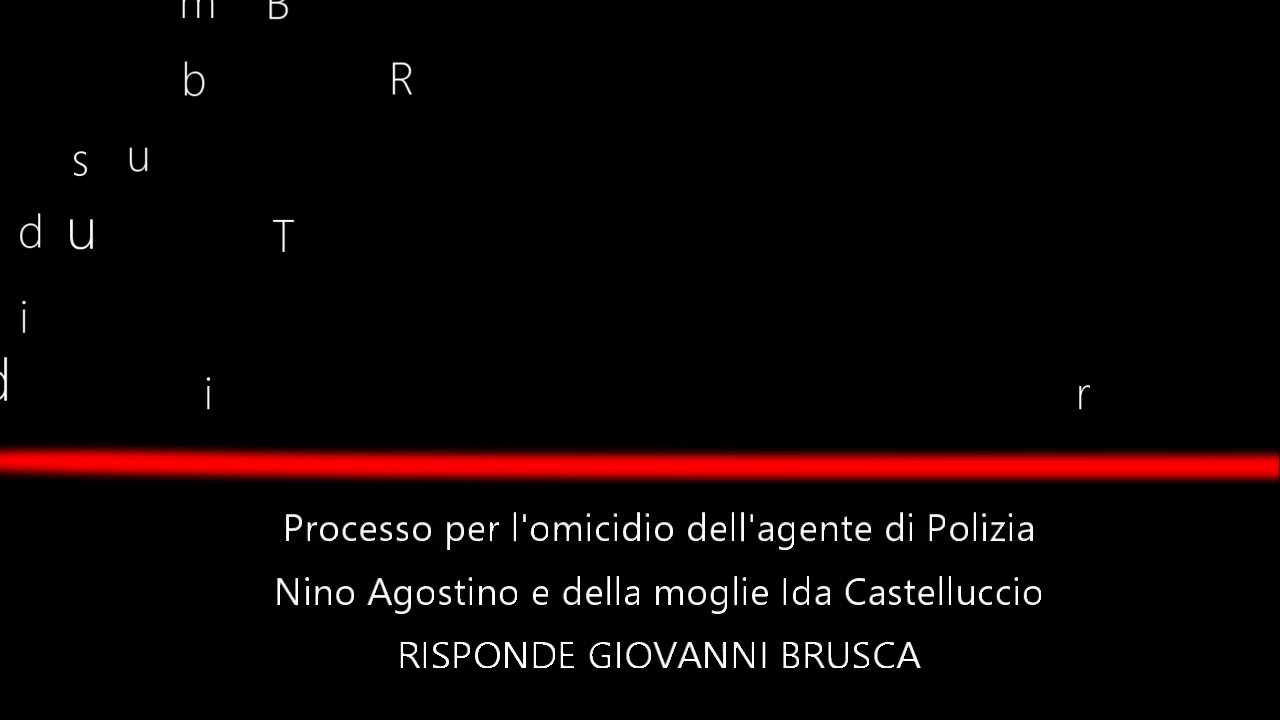 m B
b R
s u
d u T
i
d i r
Processo per l'omicidio dell'agente di Polizia
Nino Agostino e della moglie Ida Castelluccio
RISPONDE GIOVANNI BRUSCA